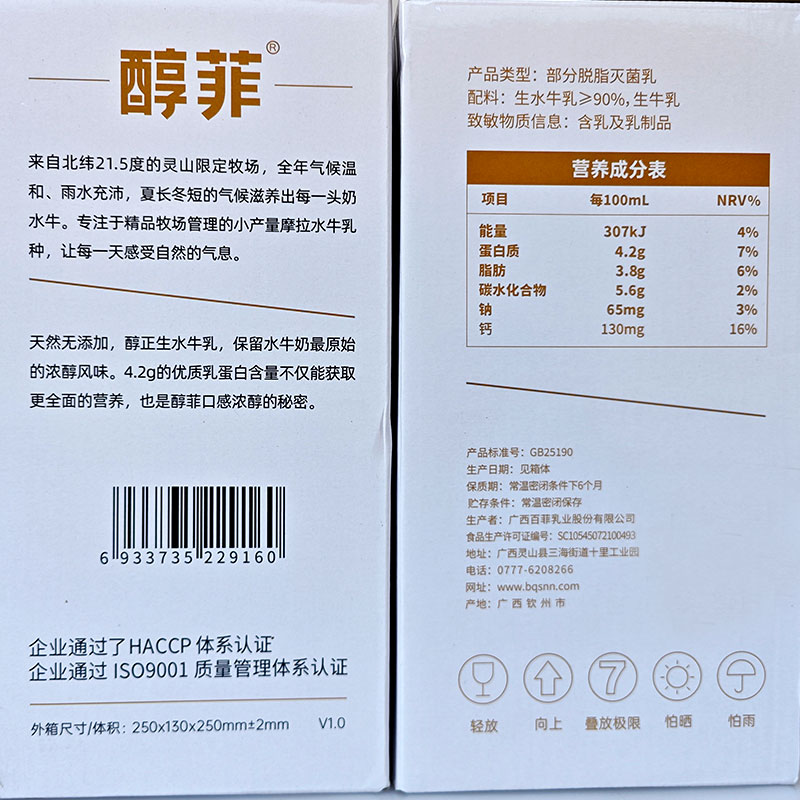 醇菲®
来自北纬21.5度的灵山限定牧场，全年气候温
和、雨水充沛，夏长冬短的气候滋养出每一头奶
水牛。专注于精品牧场管理的小产量摩拉水牛乳
种，让每一天感受自然的气息。
天然无添加，醇正生水牛乳，保留水牛奶最原始
的浓醇风味。4.2g的优质乳蛋白含量不仅能获取
更全面的营养，也是醇菲口感浓醇的秘密。
6 933735 229160
企业通过了HACCP 体系认证
企业通过 ISO9001 质量管理体系认证
外箱尺寸/体积：250x130x250mm±2mm V1.0
产品类型：部分脱脂灭菌乳
配料：生水牛乳≥90%，生牛乳
致敏物质信息：含乳及乳制品
营养成分表
项目 每100mL NRV%
能量 307kJ 4%
蛋白质 4.2g 7%
脂肪 3.8g 6%
碳水化合物 5.6g 2%
钠 65mg 3%
钙 130mg 16%
产品标准号：GB25190
生产日期：见箱体
保质期：常温密闭条件下6个月
贮存条件：常温密闭保存
生产者：广西百菲乳业股份有限公司
食品生产许可证编号：SC10545072100493
地址：广西灵山县三海街道十里工业园
电话：0777-6208266
网址：www.bqsnn.com
产地：广西钦州市
7
轻放 向上 叠放极限 怕晒 怕雨